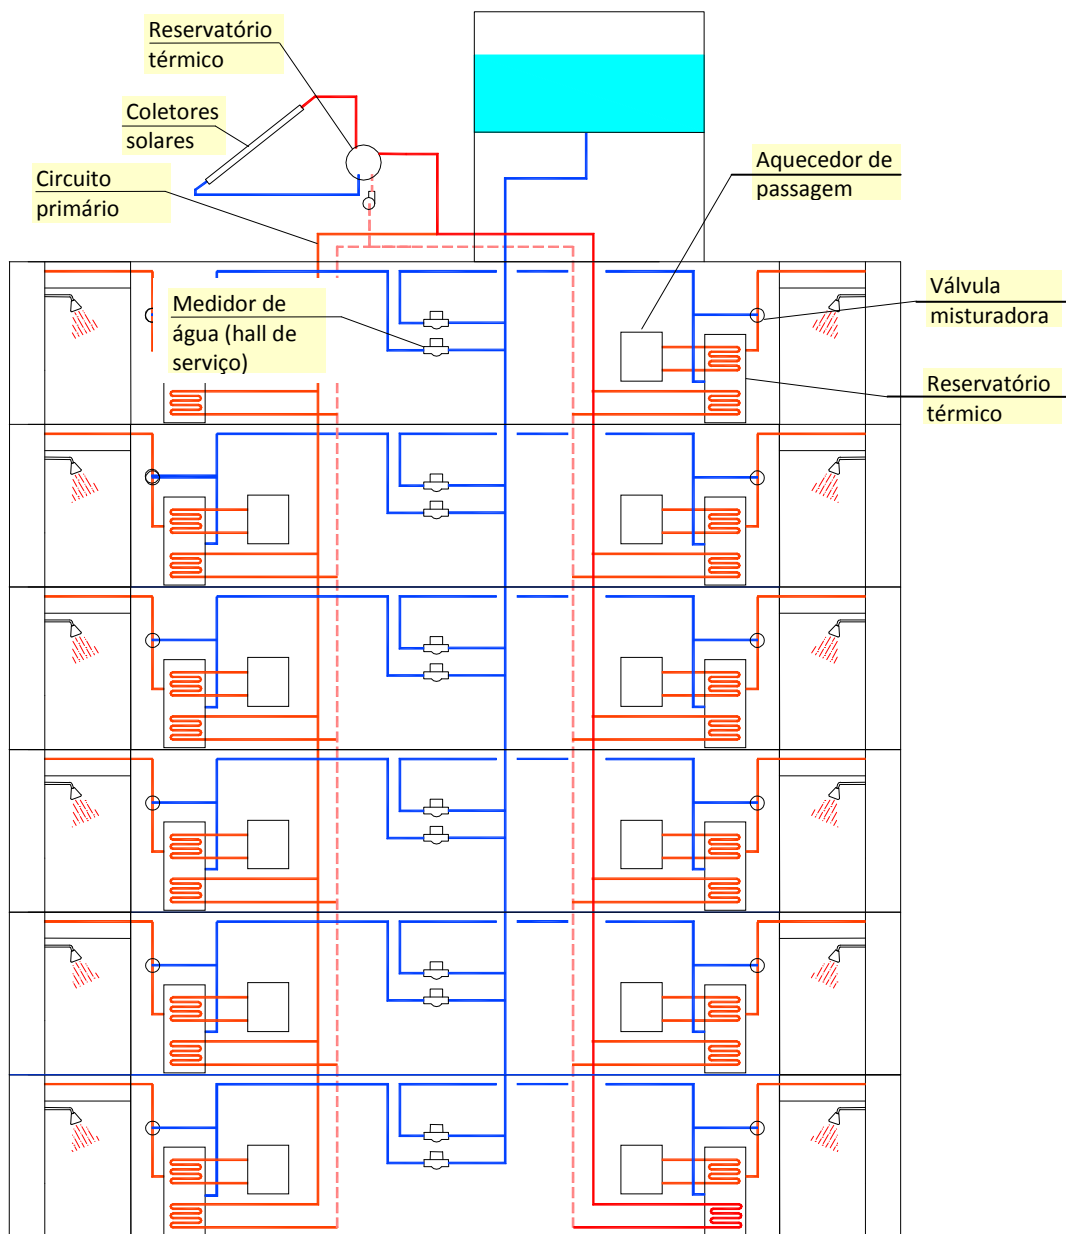 Reservatório
térmico
Coletores
solares
Circuito
primário
Aquecedor de
passagem
Válvula
misturadora
Medidor de
água (hall de
serviço)
Reservatório
térmico